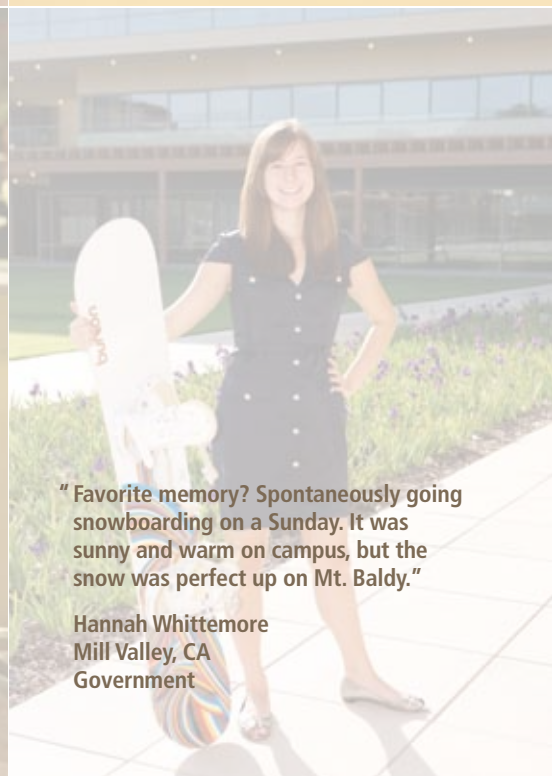 " Favorite memory? Spontaneously going
snowboarding on a Sunday. It was
sunny and warm on campus, but the
snow was perfect up on Mt. Baldy."
Hannah Whittemore
Mill Valley, CA
Government